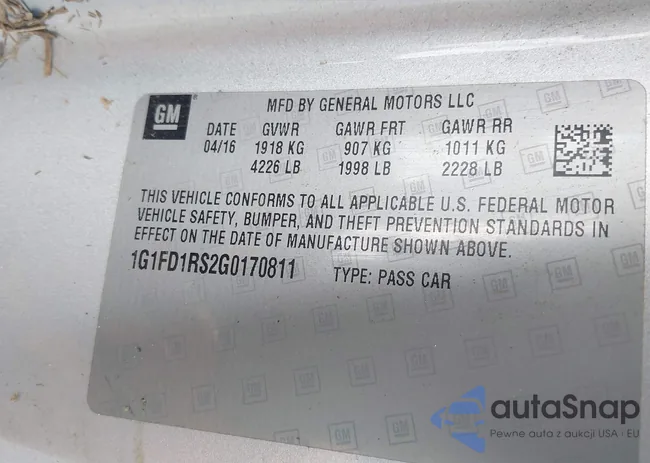 GM
MFD BY GENERAL MOTORS LLC
DATE GVWR GAWR FRT GAWR RR
04/16 1918 KG 907 KG 1011 KG
4226 LB 1998 LB 2228 LB
THIS VEHICLE CONFORMS TO ALL APPLICABLE U.S. FEDERAL MOTOR
VEHICLE SAFETY, BUMPER, AND THEFT PREVENTION STANDARDS IN
EFFECT ON THE DATE OF MANUFACTURE SHOWN ABOVE.
1G1FD1RS2G0170811 TYPE: PASS CAR
autaSnap
Pewne auta z aukcji USA - EU